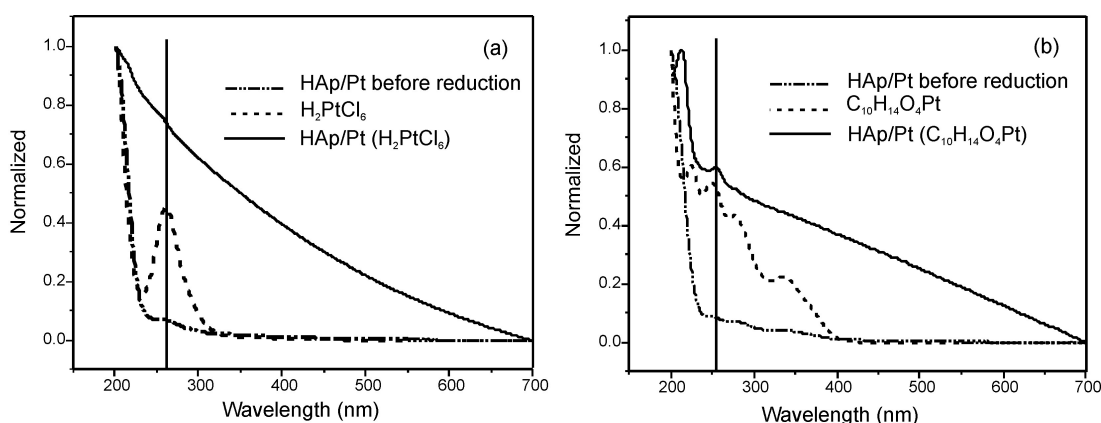 (a)
HAp/Pt before reduction
H₂PtCl₆
HAp/Pt (H₂PtCl₆)
Normalized
1.0
0.8
0.6
0.4
0.2
0.0
200 300 400 500 600 700
Wavelength (nm)
(b)
HAp/Pt before reduction
C₁₀H₁₄O₄Pt
HAp/Pt (C₁₀H₁₄O₄Pt)
Normalized
1.0
0.8
0.6
0.4
0.2
0.0
200 300 400 500 600 700
Wavelength (nm)